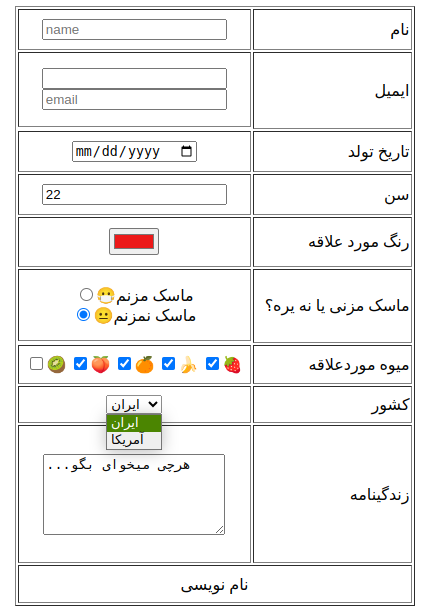 نام
name
ایمیل
email
تاریخ تولد
mm/dd/yyyy
سن
22
رنگ مورد علاقه
ماسک مزنی یا نه یره؟
ماسک مزنم😷
ماسک نمزنم😐
میوه موردعلاقه
🍓 🍌 🍊 🍑 🥝
کشور
ایران
ایران
آمریکا
زندگینامه
هرچی میخوای بگو...
نام نویسی